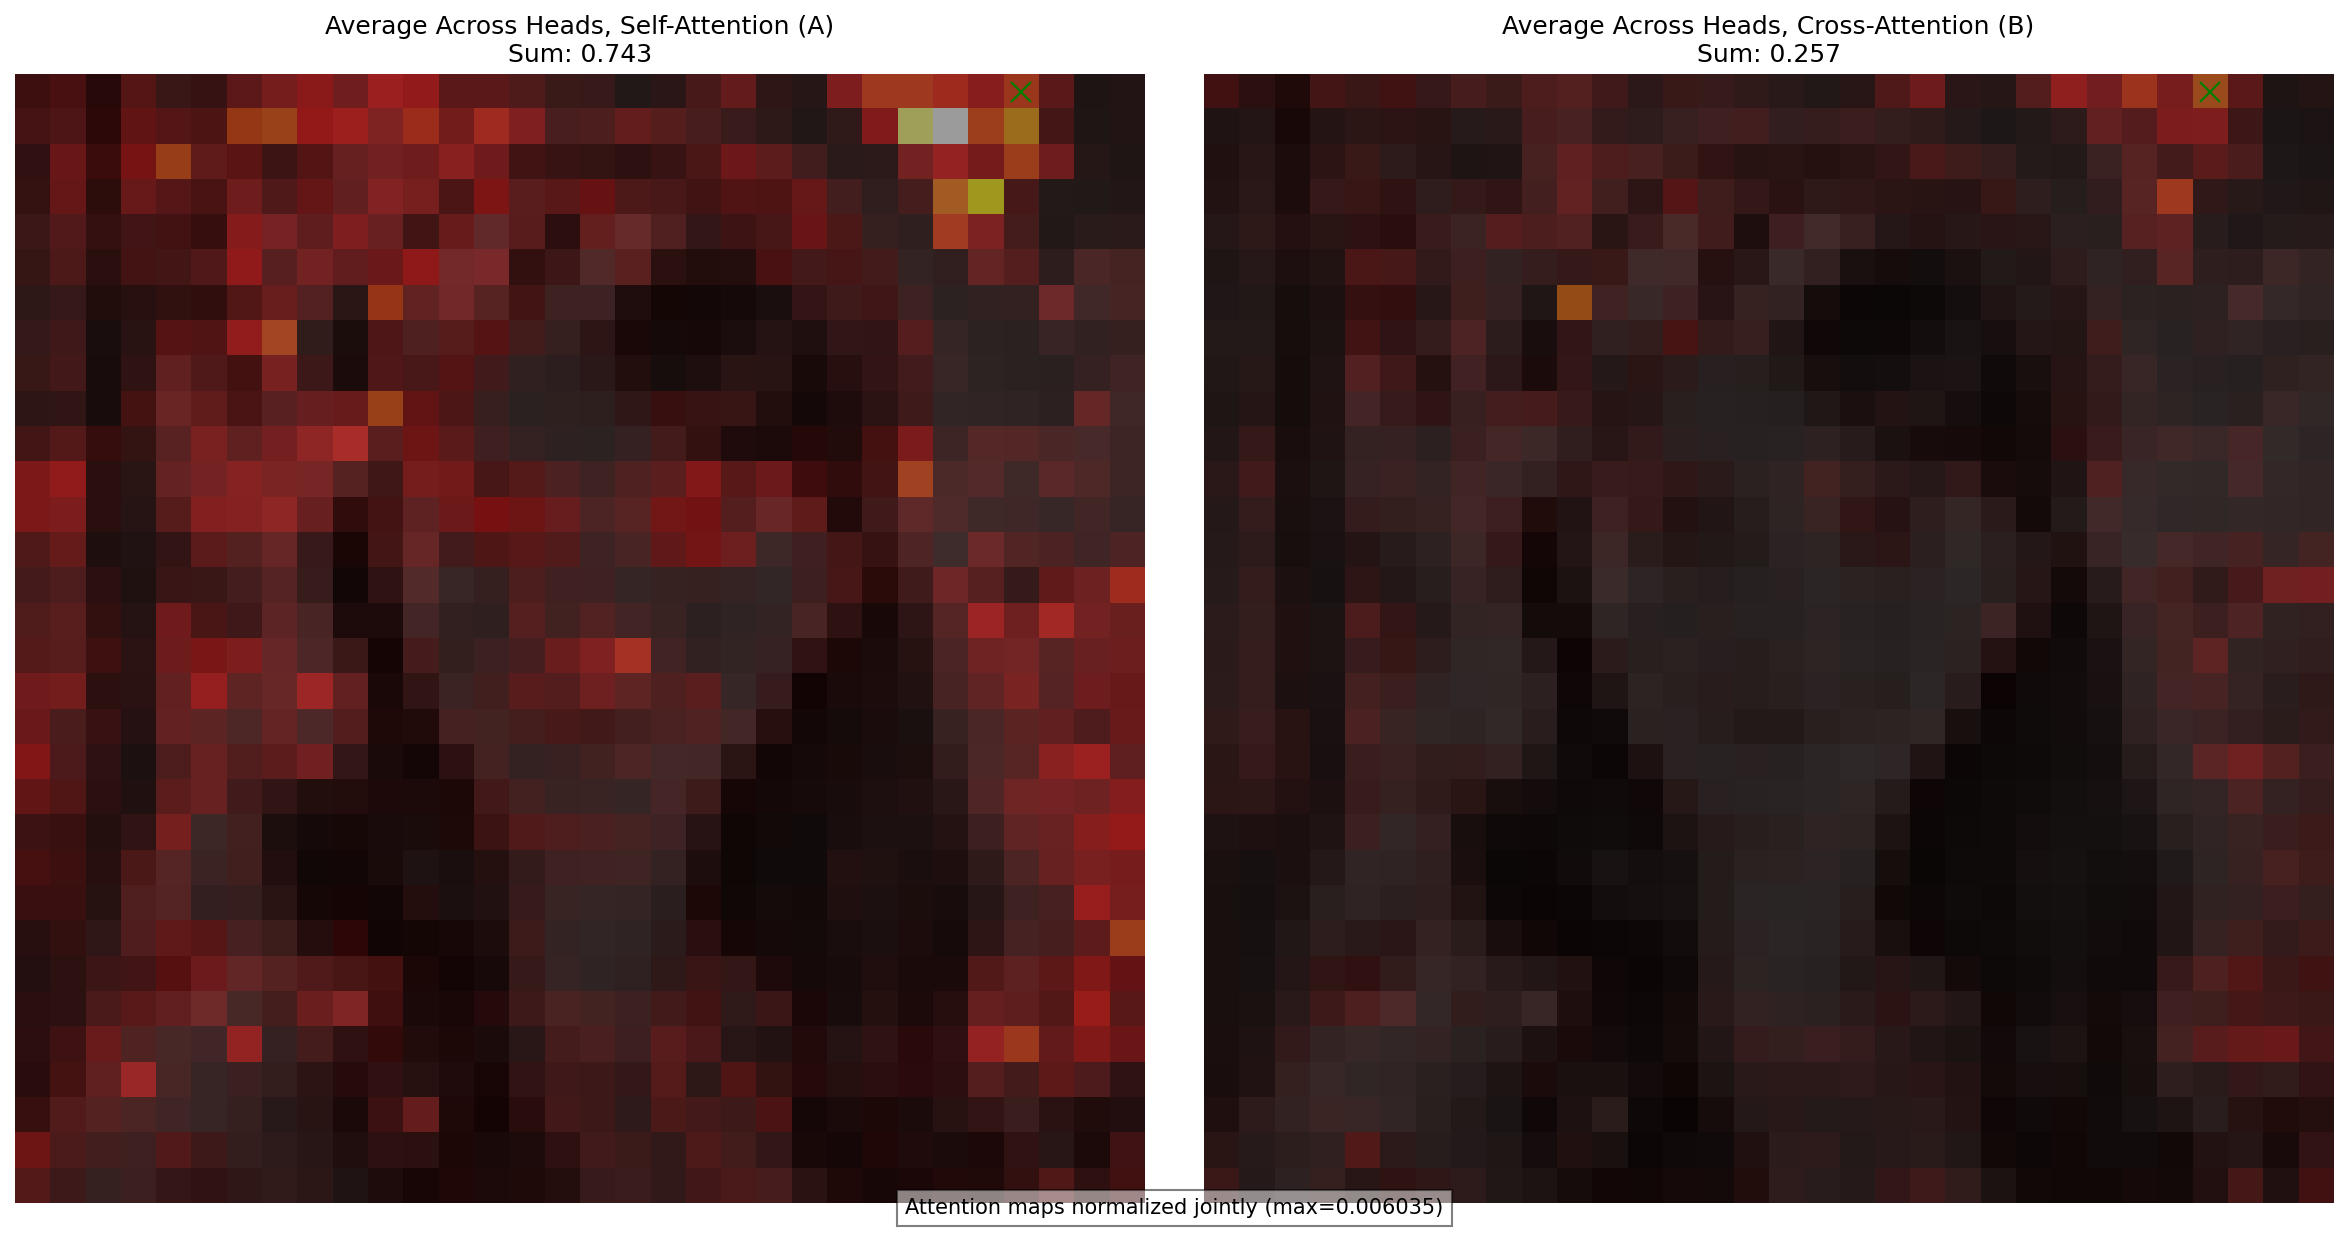 Average Across Heads, Self-Attention (A)
Sum: 0.743
Average Across Heads, Cross-Attention (B)
Sum: 0.257
Attention maps normalized jointly (max=0.006035)